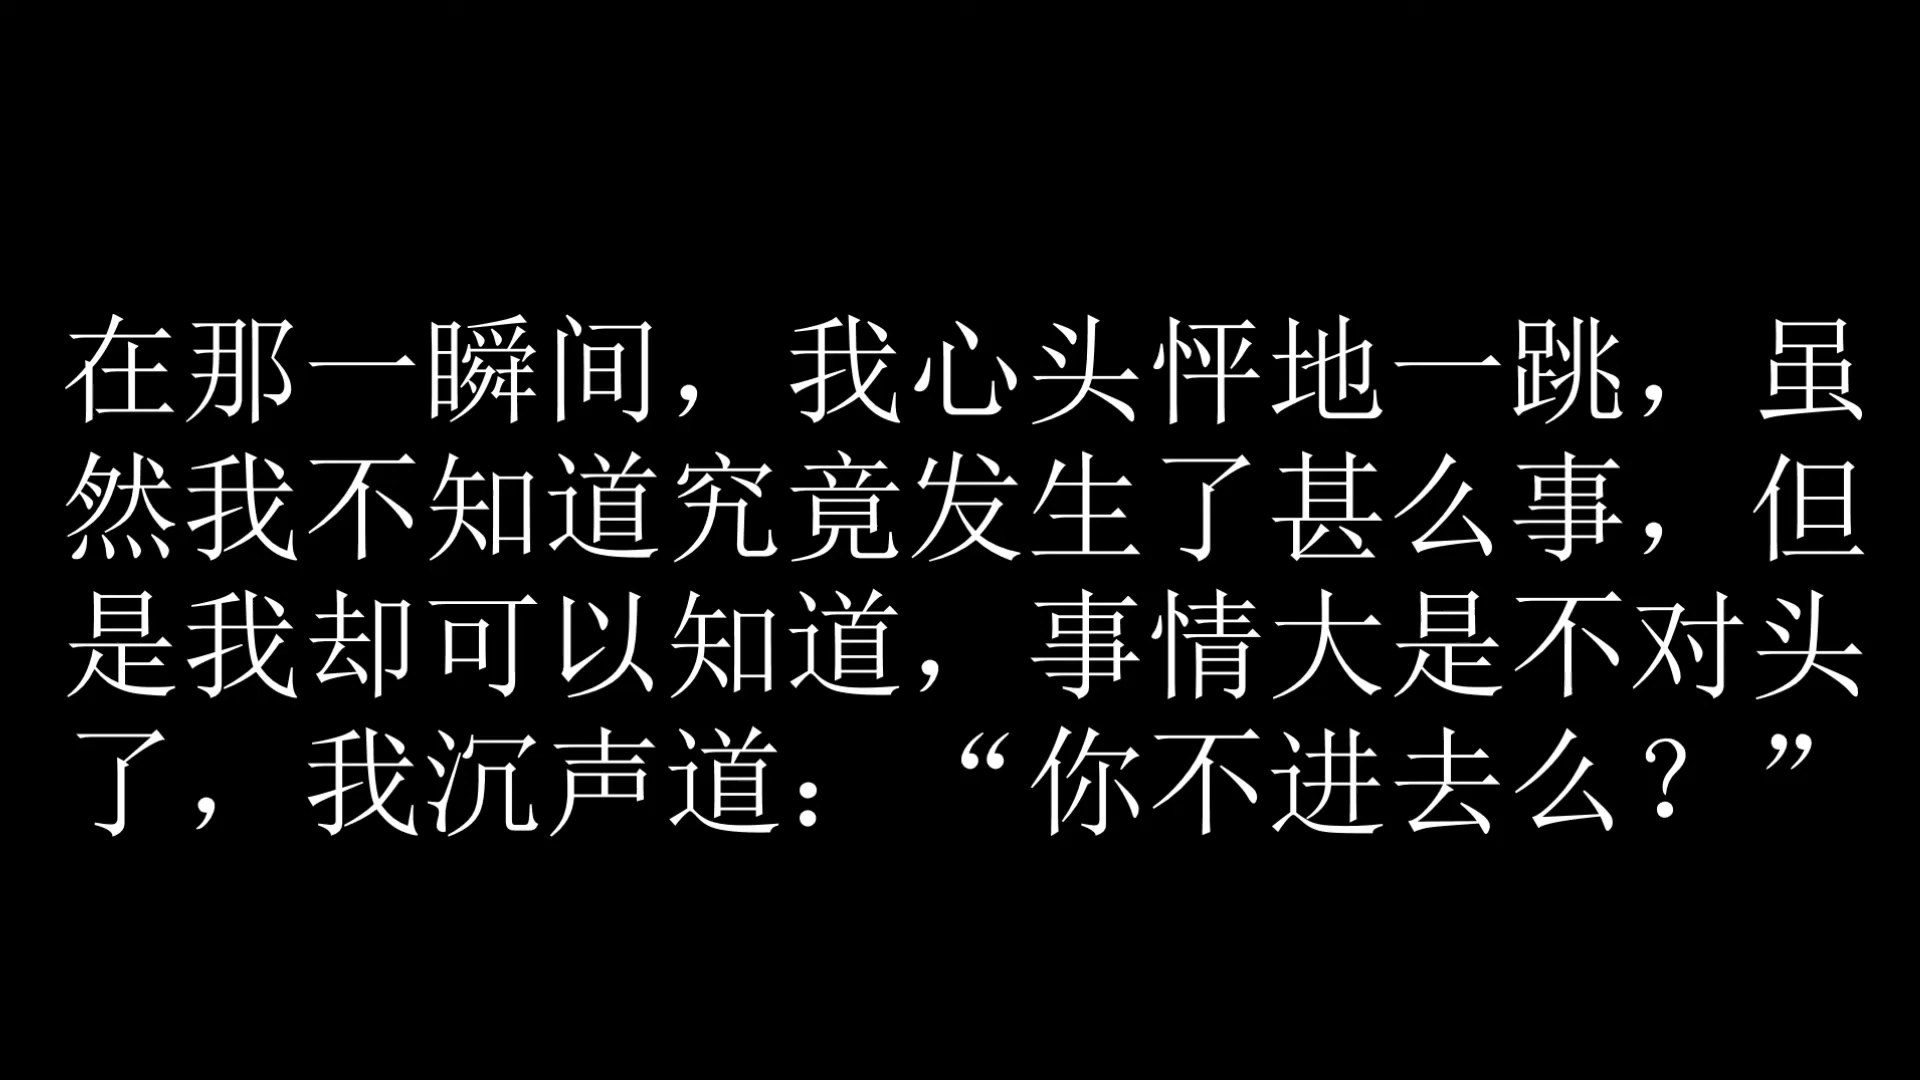 在那一瞬间，我心头怦地一跳，虽
然我不知道究竟发生了甚么事，但
是我却可以知道，事情大是不对头
了，我沉声道：“你不进去么？”